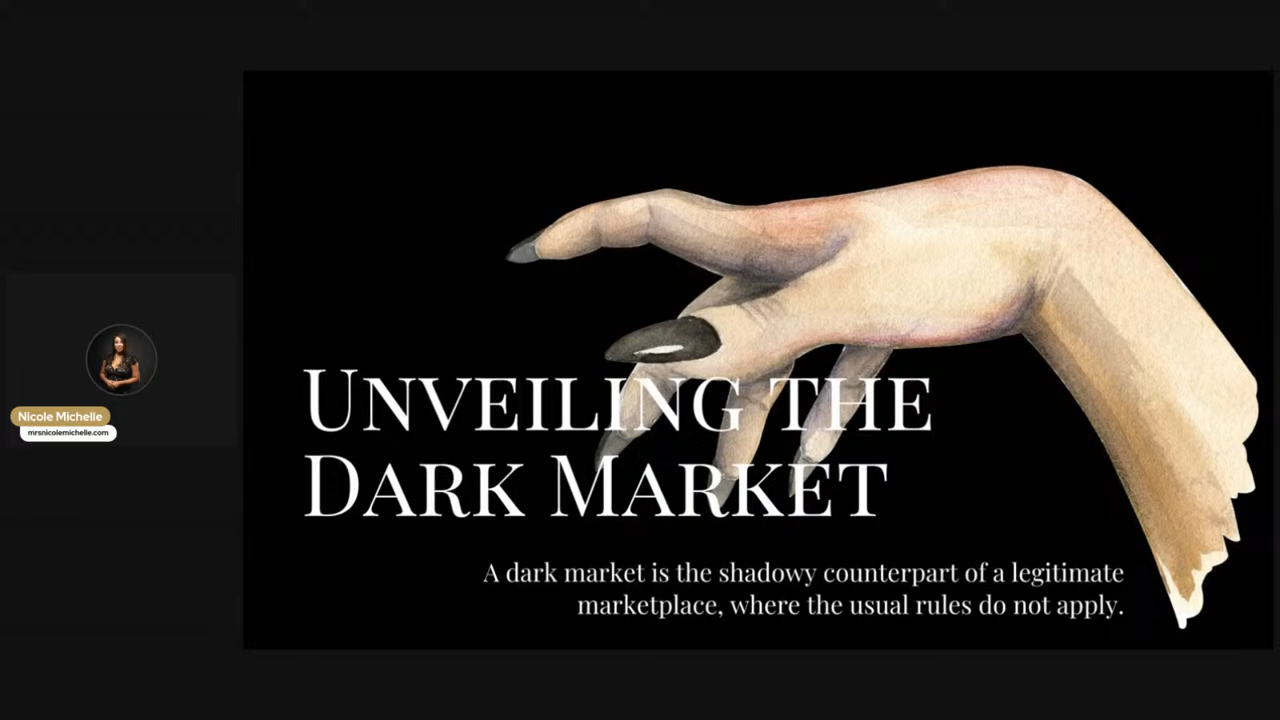 Nicole Michelle
mrsnicolemichelle.com
Unveiling the
Dark Market
A dark market is the shadowy counterpart of a legitimate
marketplace, where the usual rules do not apply.